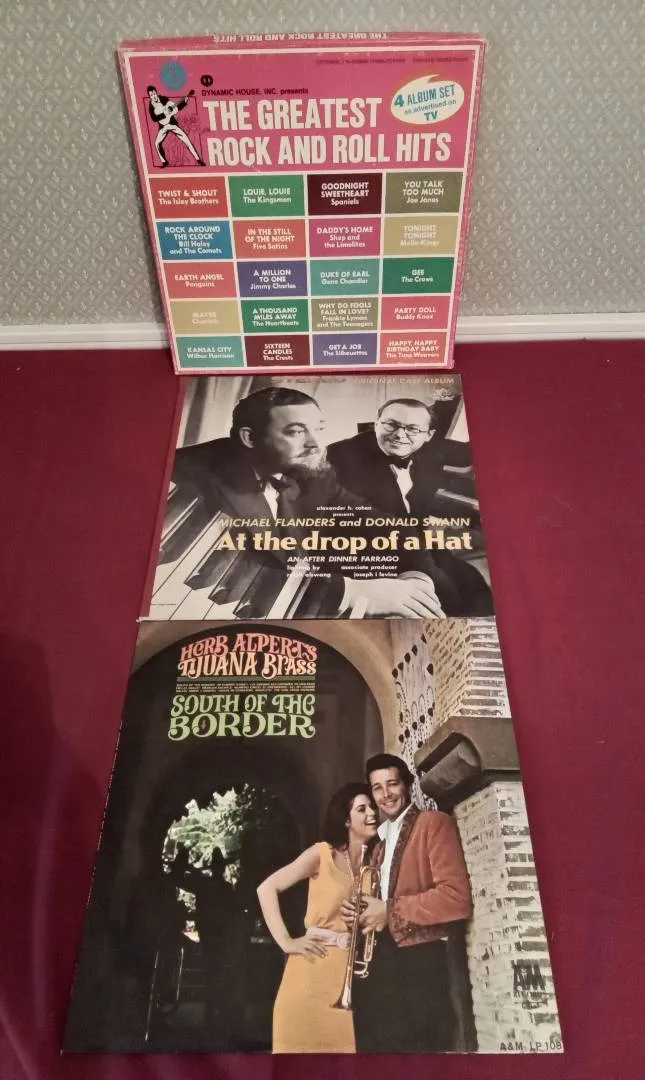 THE GREATEST ROCK AND ROLL HITS
DYNAMIC HOUSE, INC. presents
THE GREATEST
ROCK AND ROLL HITS
4 ALBUM SET
as advertised on
TV
TWIST & SHOUT
The Isley Brothers
LOUIE, LOUIE
The Kingsmen
GOODNIGHT
SWEETHEART
Spaniels
YOU TALK
TOO MUCH
Joe Jones
ROCK AROUND
THE CLOCK
Bill Haley
and The Comets
IN THE STILL
OF THE NIGHT
Five Satins
DADDY'S HOME
Shep and
the Limelites
TONIGHT
TONIGHT
Mello-Kings
EARTH ANGEL
Penguins
A MILLION
TO ONE
Jimmy Charles
DUKE OF EARL
Gene Chandler
GEE
The Crows
MAYBE
Chantels
A THOUSAND
MILES AWAY
The Heartbeats
WHY DO FOOLS
FALL IN LOVE?
Frankie Lymon
and The Teenagers
PARTY DOLL
Buddy Knox
KANSAS CITY
Wilbur Harrison
SIXTEEN
CANDLES
The Crests
GET A JOB
The Silhouettes
HAPPY, HAPPY
BIRTHDAY BABY
The Tune Weavers
ORIGINAL CAST ALBUM
alexander h. cohen
presents
MICHAEL FLANDERS and DONALD SWANN
At the drop of a Hat
AN AFTER DINNER FARRAGO
lighting by
associate producer
joseph i levine
HERB ALPERT'S
TIJUANA BRASS
SOUTH OF THE
BORDER
A&M
A&M LP 108